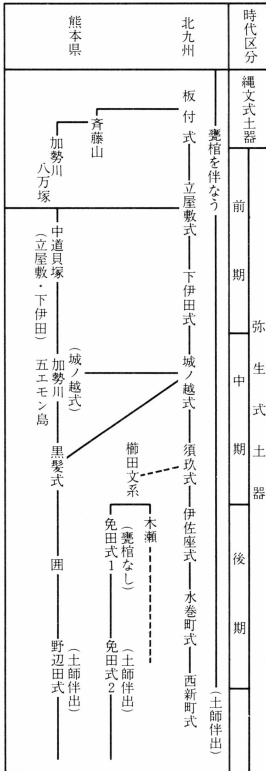 時代区分
縄文式土器
弥生式土器
前期
中期
後期
北九州
甕棺を伴なう
(土師伴出)
板付式
立屋敷式
下伊田式
城ノ越式
須玖式
伊佐座式
水巻町式
西新町式
熊本県
斉藤山
加勢川
八万塚
中道貝塚
(立屋敷・下伊田)
(城ノ越式)
加勢川
五エモン島
黒髪式
囲
(土師伴出)
野辺田式
櫛田文系
木瀬
(甕棺なし)
免田式1
(土師伴出)
免田式2